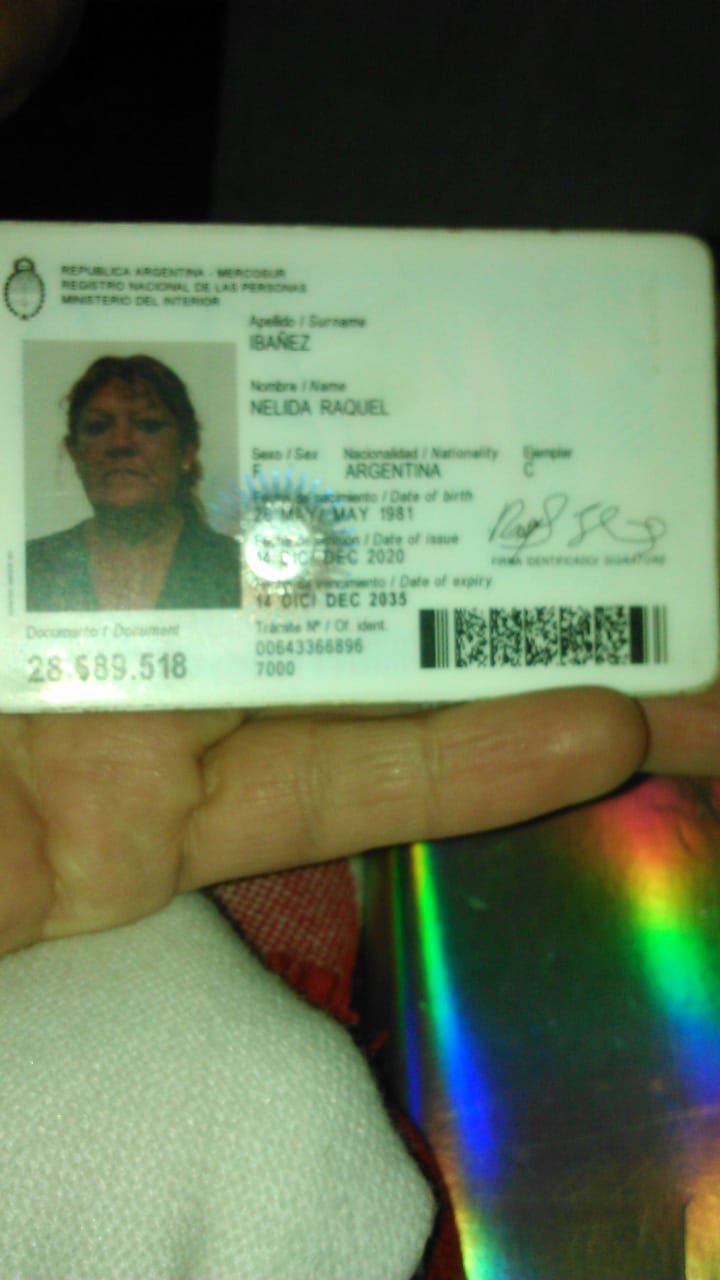 REPUBLICA ARGENTINA - MERCOSUR
REGISTRO NACIONAL DE LAS PERSONAS
MINISTERIO DEL INTERIOR
Apellido / Surname
IBAÑEZ
Nombre / Name
NELIDA RAQUEL
Sexo / Sex Nacionalidad / Nationality Ejemplar
F ARGENTINA C
Fecha de nacimiento / Date of birth
MAY/ MAY 1981
Fecha de emisión / Date of issue
14 DIC/ DEC 2020
Fecha de vencimiento / Date of expiry
14 DIC/ DEC 2035
FIRMA IDENTIFICADO/ SIGNATURE
Documento / Document
28.689.518
Trámite Nº / Of. ident.
00643366896
7000